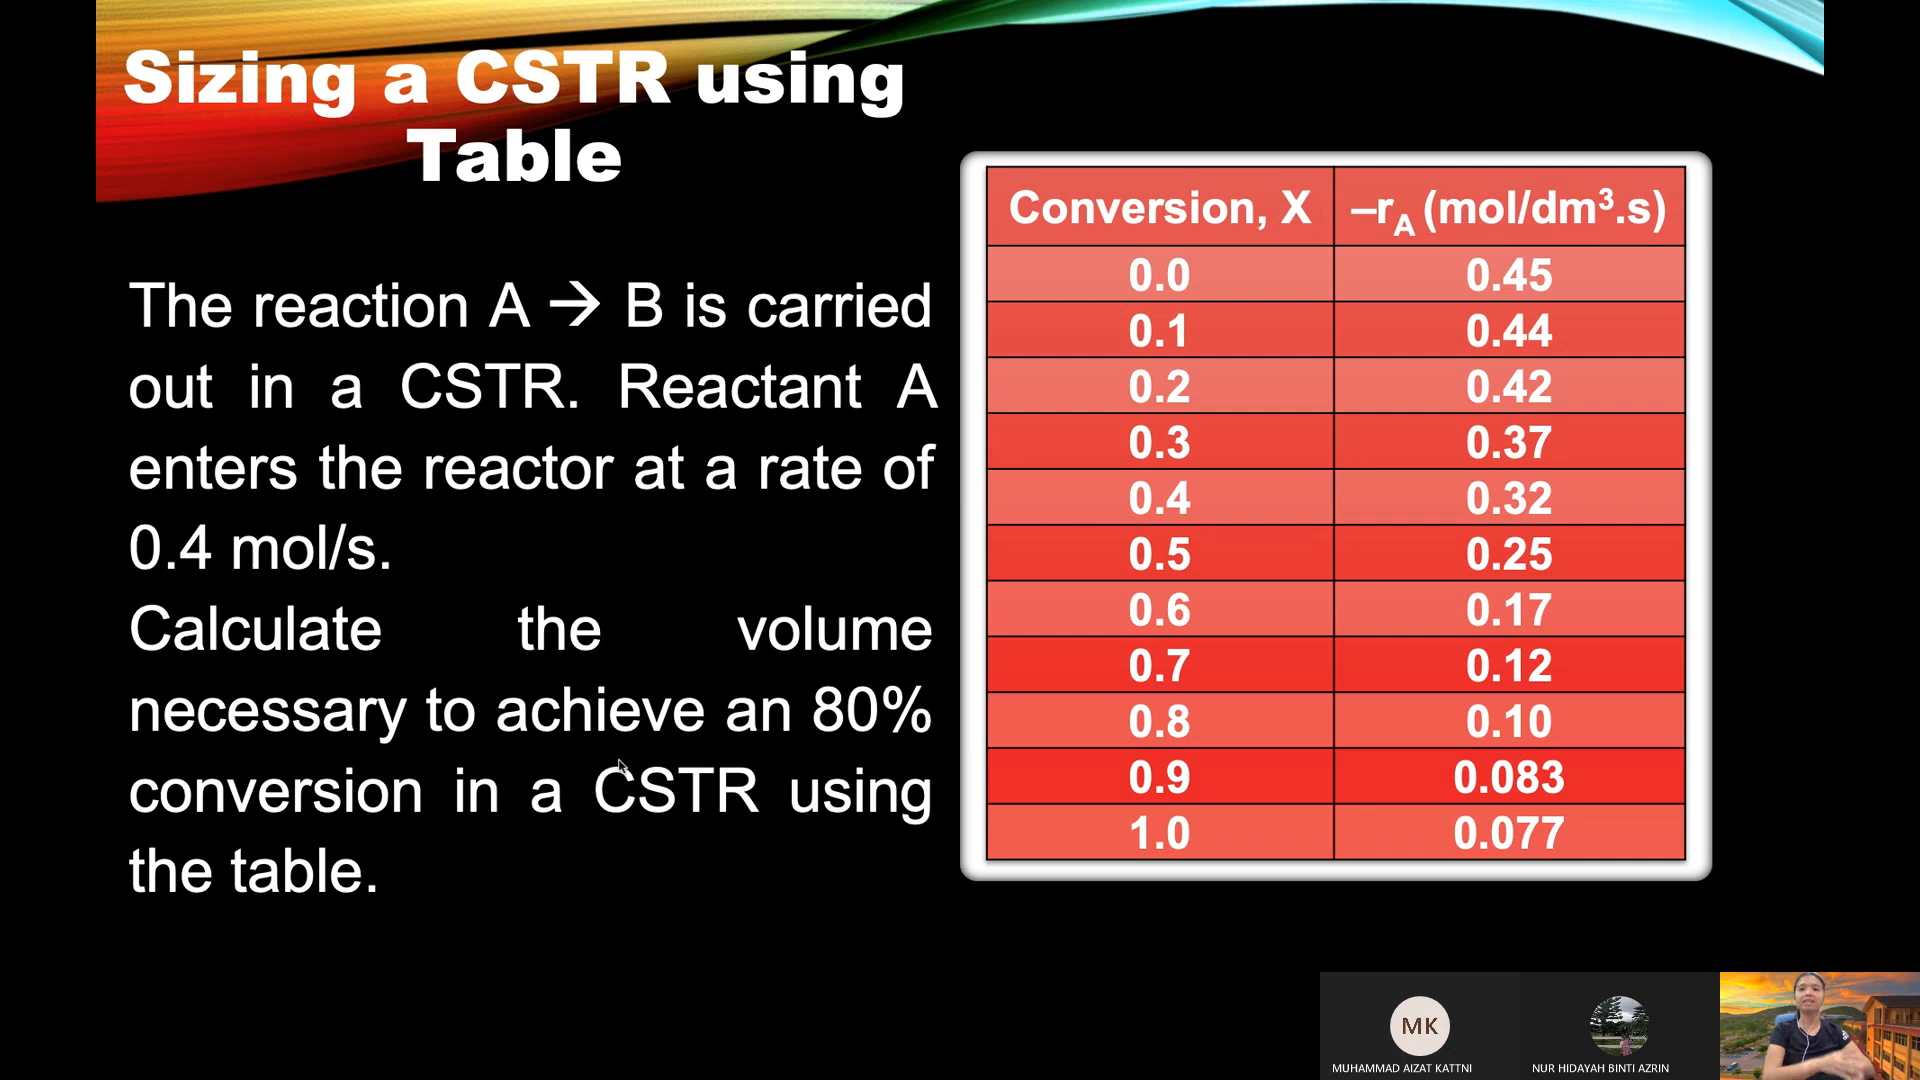 Sizing a CSTR using
Table
The reaction A → B is carried
out in a CSTR. Reactant A
enters the reactor at a rate of
0.4 mol/s.
Calculate the volume
necessary to achieve an 80%
conversion in a CSTR using
the table.
Conversion, X –rA (mol/dm³.s)
0.0 0.45
0.1 0.44
0.2 0.42
0.3 0.37
0.4 0.32
0.5 0.25
0.6 0.17
0.7 0.12
0.8 0.10
0.9 0.083
1.0 0.077
MK
MUHAMMAD AIZAT KATTNI
NUR HIDAYAH BINTI AZRIN